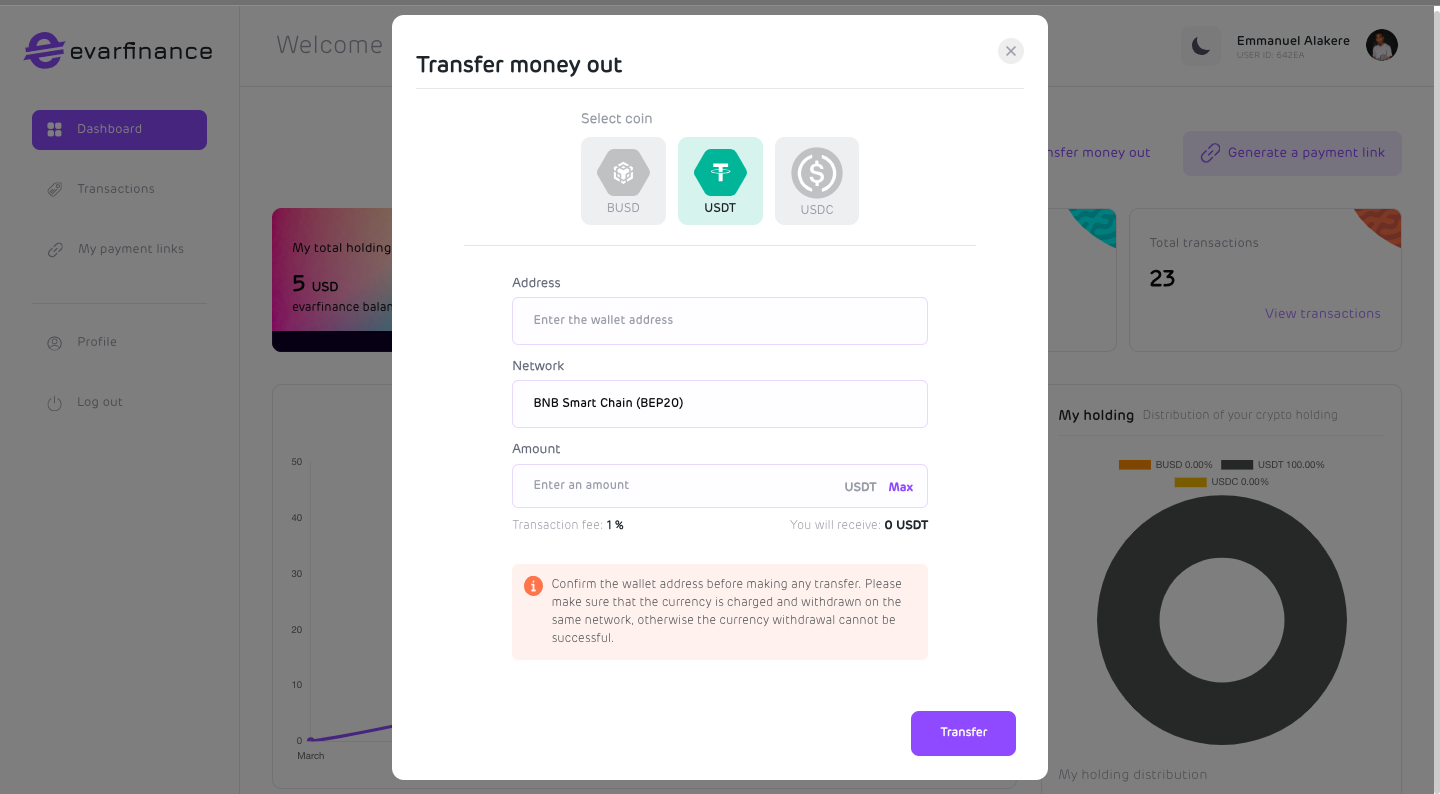 evarfinance
Welcome
Emmanuel Alakere
USER ID: 642EA
Dashboard
Transactions
My payment links
Profile
Log out
nsfer money out
Generate a payment link
My total holding
5 USD
evarfinance balan
Total transactions
23
View transactions
Transfer money out
Select coin
BUSD
USDT
USDC
Address
Enter the wallet address
Network
BNB Smart Chain (BEP20)
Amount
Enter an amount
USDT Max
Transaction fee: 1 %
You will receive: 0 USDT
Confirm the wallet address before making any transfer. Please
make sure that the currency is charged and withdrawn on the
same network, otherwise the currency withdrawal cannot be
successful.
Transfer
50
40
30
20
10
0
March
My holding Distribution of your crypto holding
BUSD 0.00% USDT 100.00%
USDC 0.00%
My holding distribution